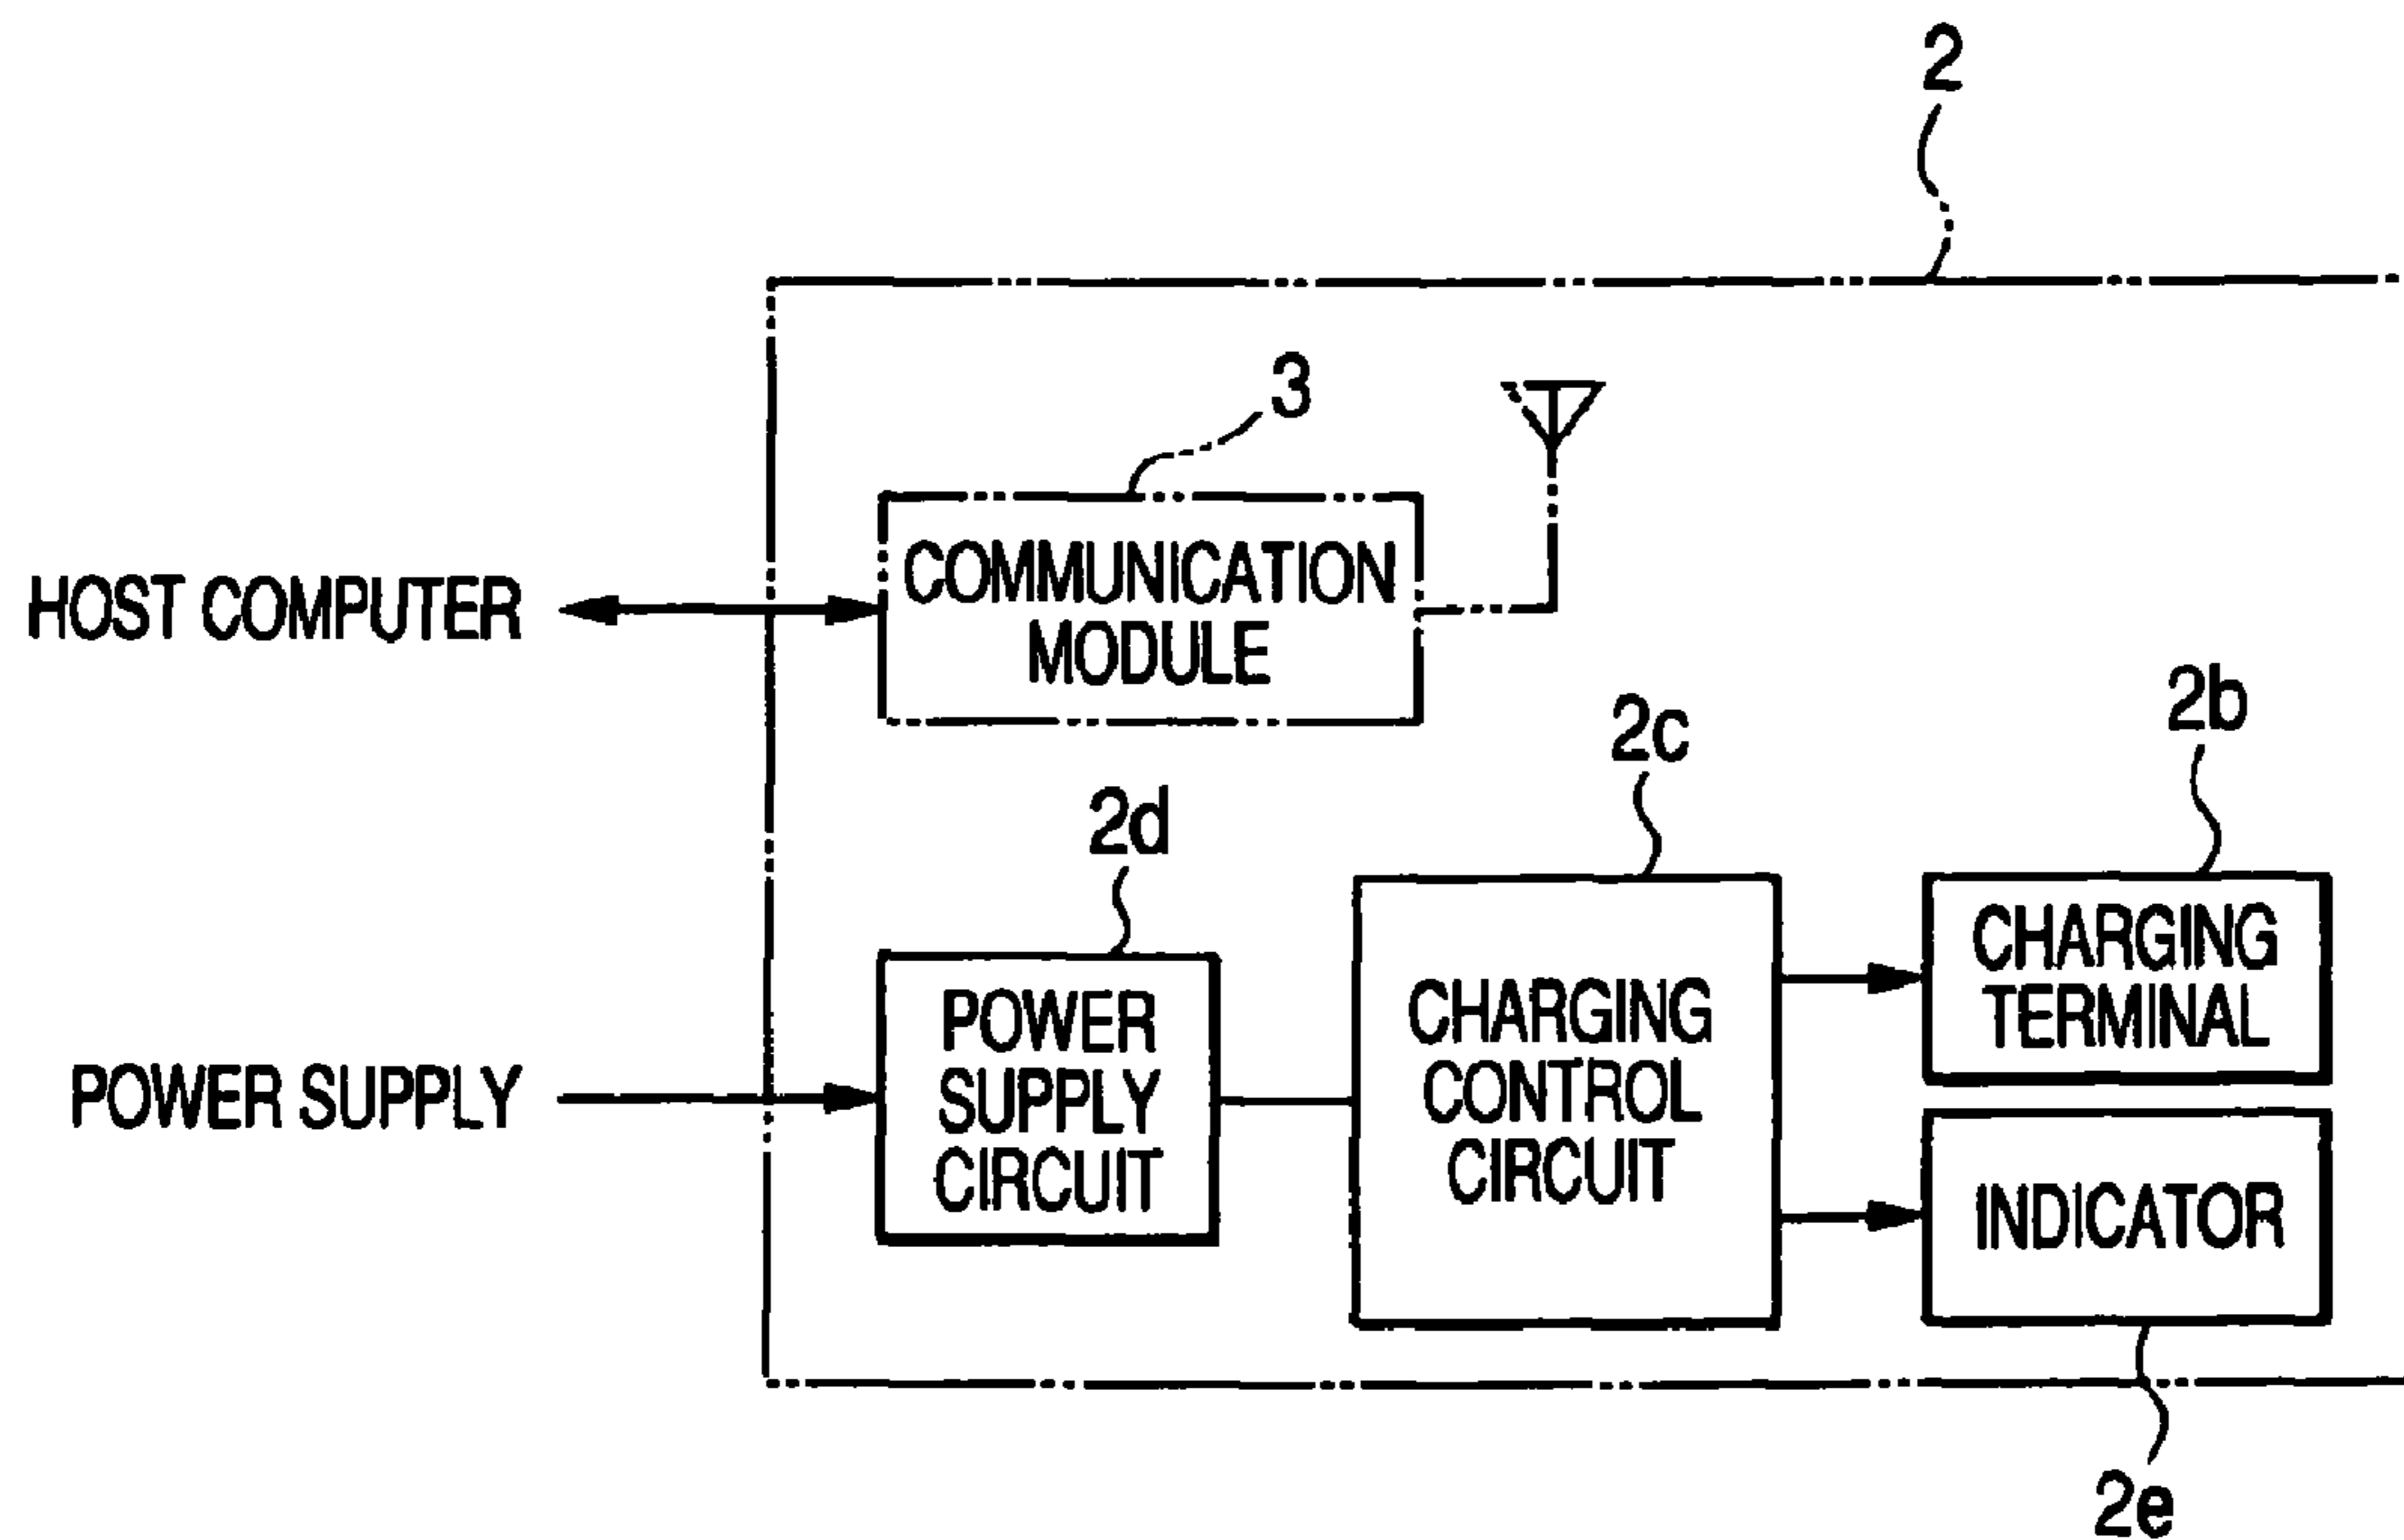 2
3
COMMUNICATION
MODULE
HOST COMPUTER
2b
2c
2d
CHARGING
TERMINAL
POWER
SUPPLY
CIRCUIT
CHARGING
CONTROL
CIRCUIT
POWER SUPPLY
INDICATOR
2e